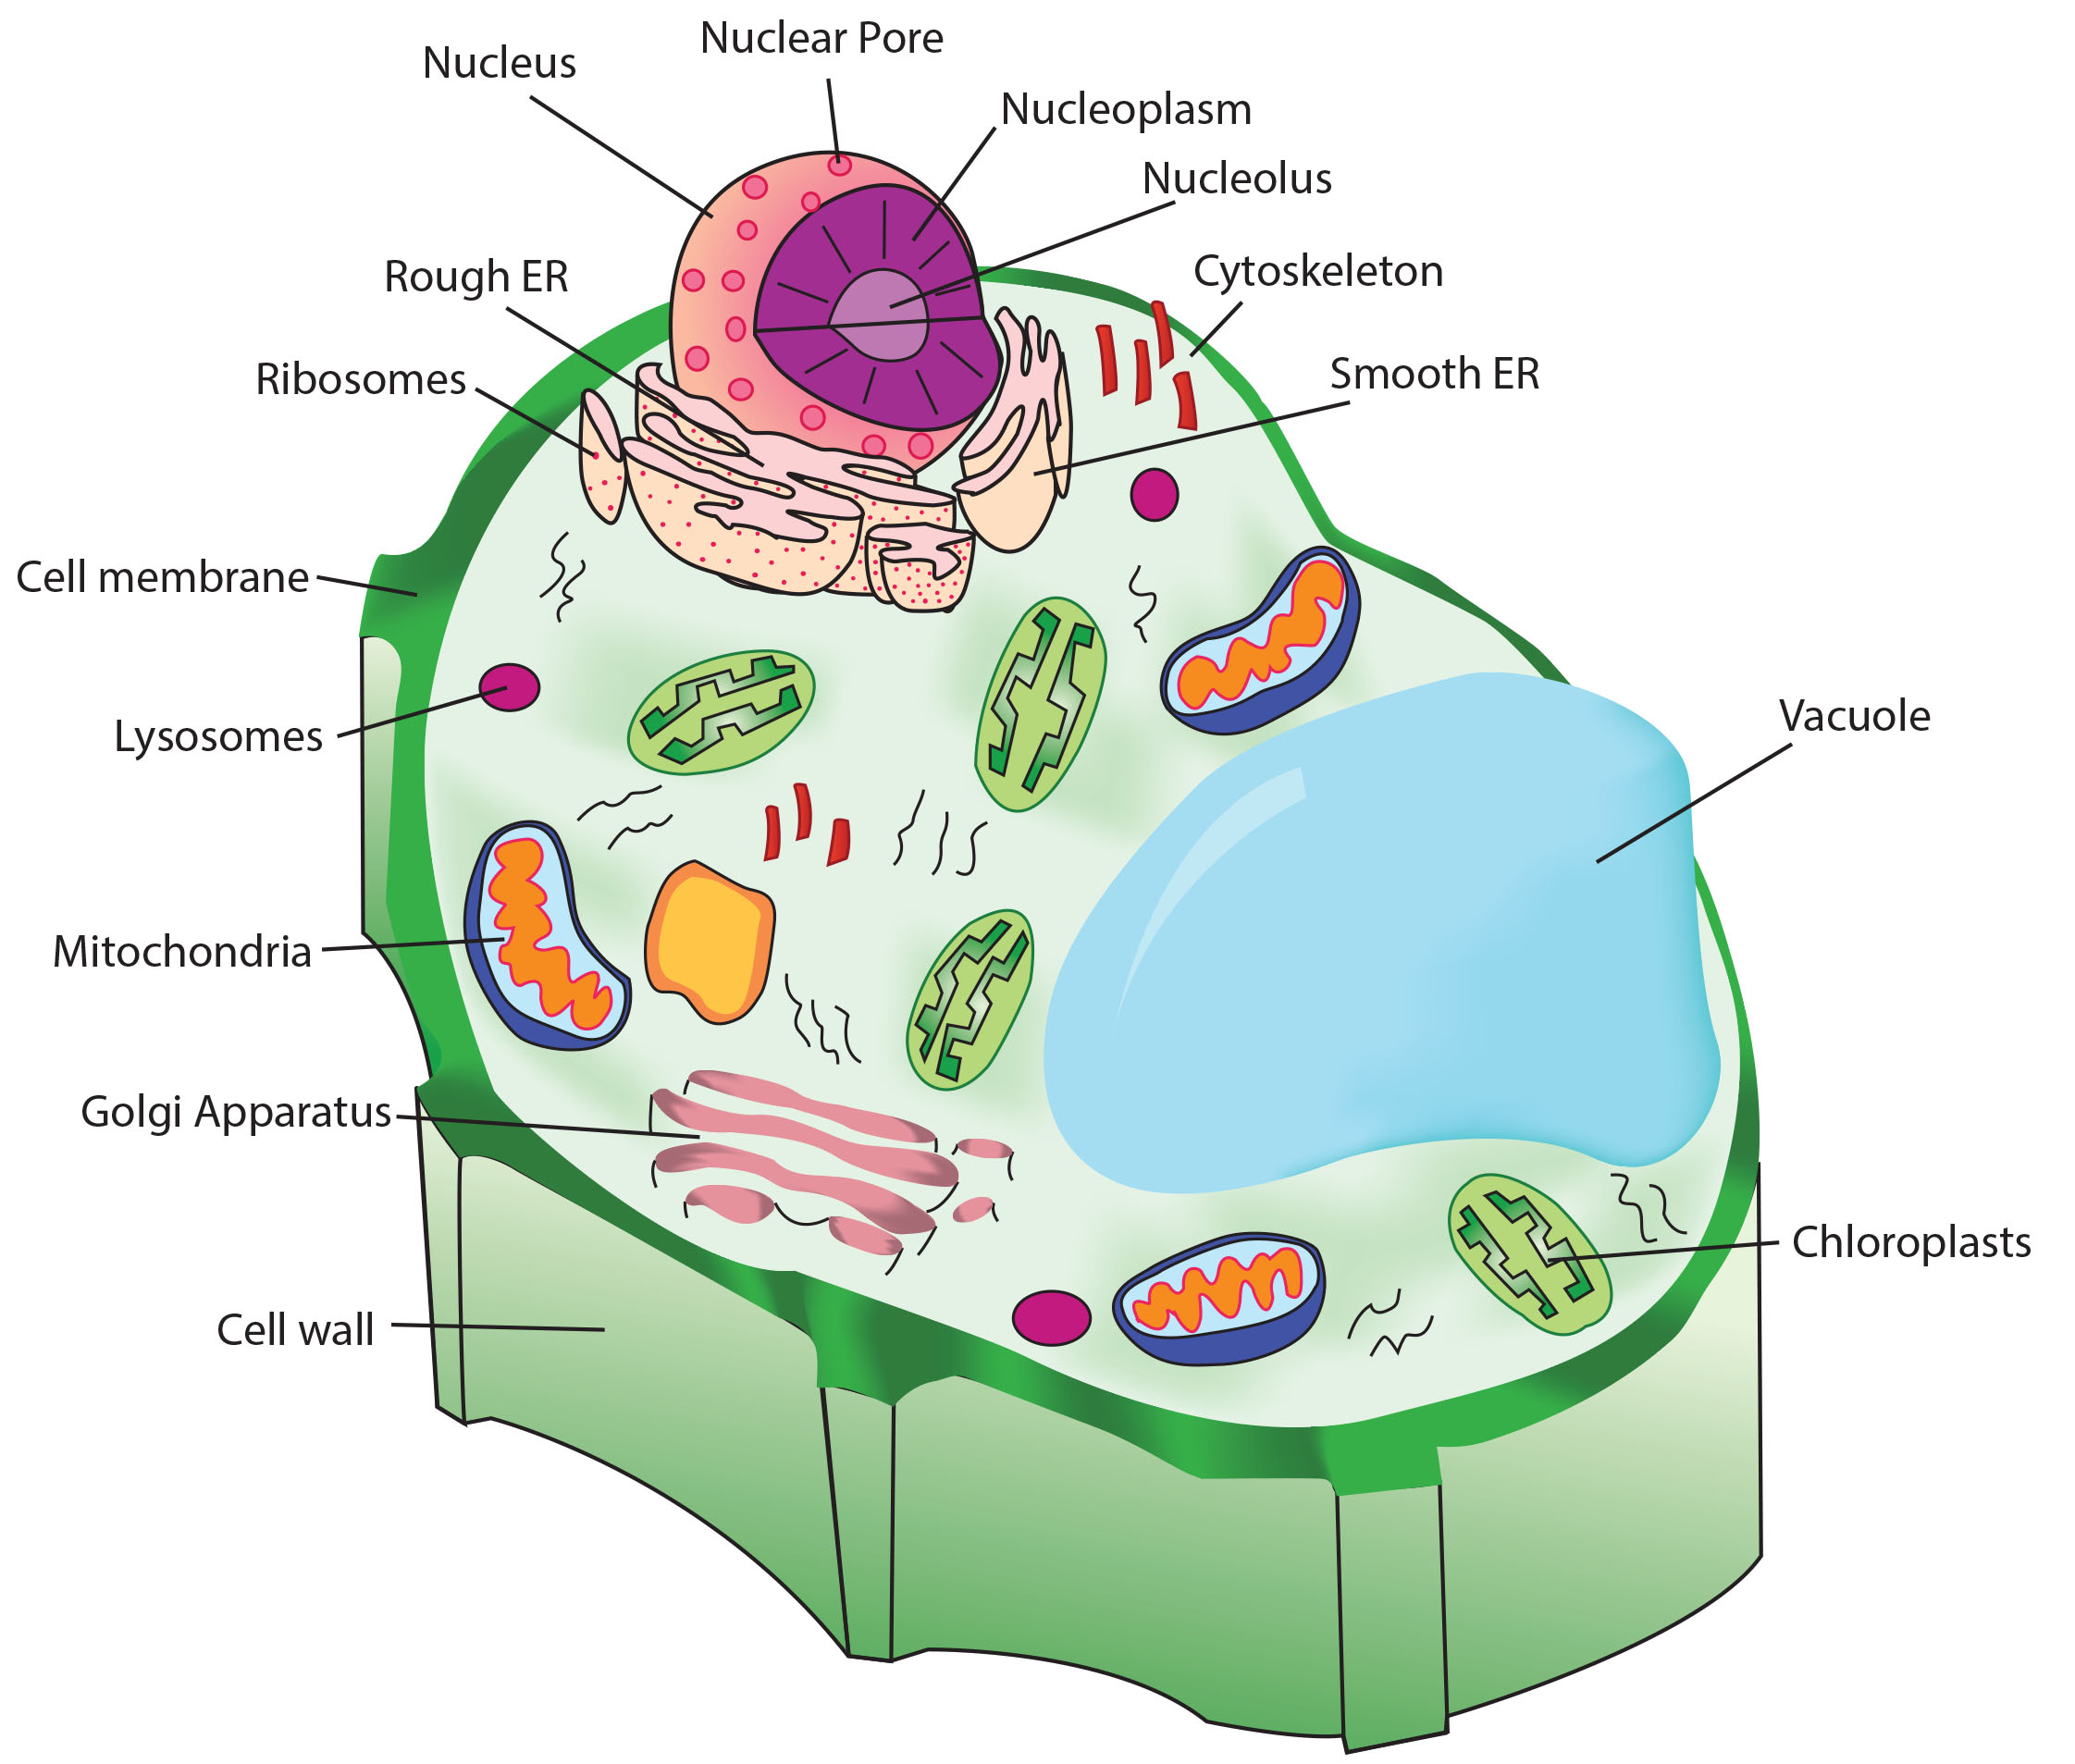 Nuclear Pore
Nucleus
Nucleoplasm
Nucleolus
Rough ER
Cytoskeleton
Ribosomes
Smooth ER
Cell membrane
Lysosomes
Vacuole
Mitochondria
Golgi Apparatus
Chloroplasts
Cell wall